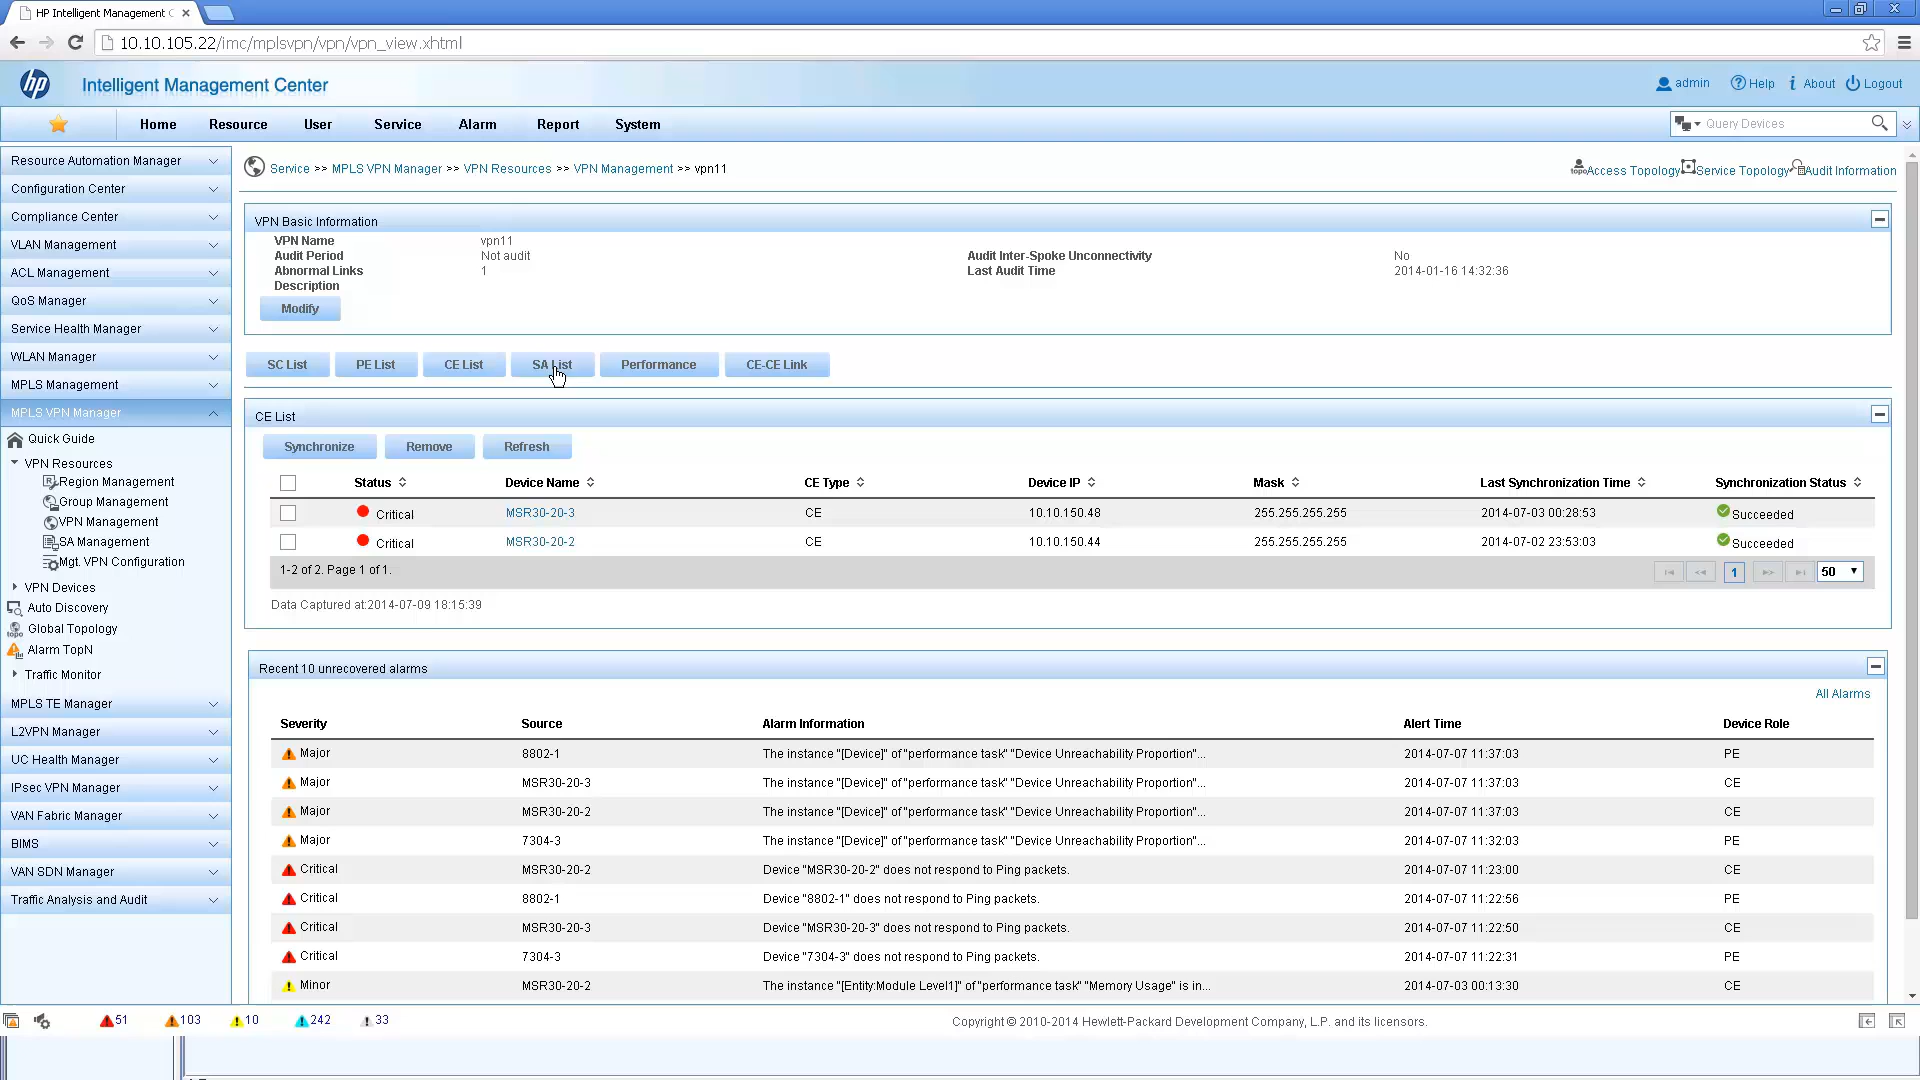 HP Intelligent Management C
10.10.105.22/imc/mplsvpn/vpn/vpn_view.xhtml
hp Intelligent Management Center admin Help About Logout
Home Resource User Service Alarm Report System Query Devices
Resource Automation Manager
Configuration Center
Compliance Center
VLAN Management
ACL Management
QoS Manager
Service Health Manager
WLAN Manager
MPLS Management
MPLS VPN Manager
Quick Guide
VPN Resources
Region Management
Group Management
VPN Management
SA Management
Mgt. VPN Configuration
VPN Devices
Auto Discovery
Global Topology
Alarm TopN
Traffic Monitor
MPLS TE Manager
L2VPN Manager
UC Health Manager
IPsec VPN Manager
VAN Fabric Manager
BIMS
VAN SDN Manager
Traffic Analysis and Audit
Service >> MPLS VPN Manager >> VPN Resources >> VPN Management >> vpn11
Access Topology Service Topology Audit Information
VPN Basic Information
VPN Name vpn11
Audit Period Not audit Audit Inter-Spoke Unconnectivity No
Abnormal Links 1 Last Audit Time 2014-01-16 14:32:36
Description
Modify
SC List PE List CE List SA List Performance CE-CE Link
CE List
Synchronize Remove Refresh
Status Device Name CE Type Device IP Mask Last Synchronization Time Synchronization Status
Critical MSR30-20-3 CE 10.10.150.48 255.255.255.255 2014-07-03 00:28:53 Succeeded
Critical MSR30-20-2 CE 10.10.150.44 255.255.255.255 2014-07-02 23:53:03 Succeeded
1-2 of 2. Page 1 of 1. 1 50
Data Captured at:2014-07-09 18:15:39
Recent 10 unrecovered alarms
All Alarms
Severity Source Alarm Information Alert Time Device Role
Major 8802-1 The instance "[Device]" of "performance task" "Device Unreachability Proportion"... 2014-07-07 11:37:03 PE
Major MSR30-20-3 The instance "[Device]" of "performance task" "Device Unreachability Proportion"... 2014-07-07 11:37:03 CE
Major MSR30-20-2 The instance "[Device]" of "performance task" "Device Unreachability Proportion"... 2014-07-07 11:37:03 CE
Major 7304-3 The instance "[Device]" of "performance task" "Device Unreachability Proportion"... 2014-07-07 11:32:03 PE
Critical MSR30-20-2 Device "MSR30-20-2" does not respond to Ping packets. 2014-07-07 11:23:00 CE
Critical 8802-1 Device "8802-1" does not respond to Ping packets. 2014-07-07 11:22:56 PE
Critical MSR30-20-3 Device "MSR30-20-3" does not respond to Ping packets. 2014-07-07 11:22:50 CE
Critical 7304-3 Device "7304-3" does not respond to Ping packets. 2014-07-07 11:22:31 PE
Minor MSR30-20-2 The instance "[Entity:Module Level1]" of "performance task" "Memory Usage" is in... 2014-07-03 00:13:30 CE
51 103 10 242 33 Copyright © 2010-2014 Hewlett-Packard Development Company, L.P. and its licensors.